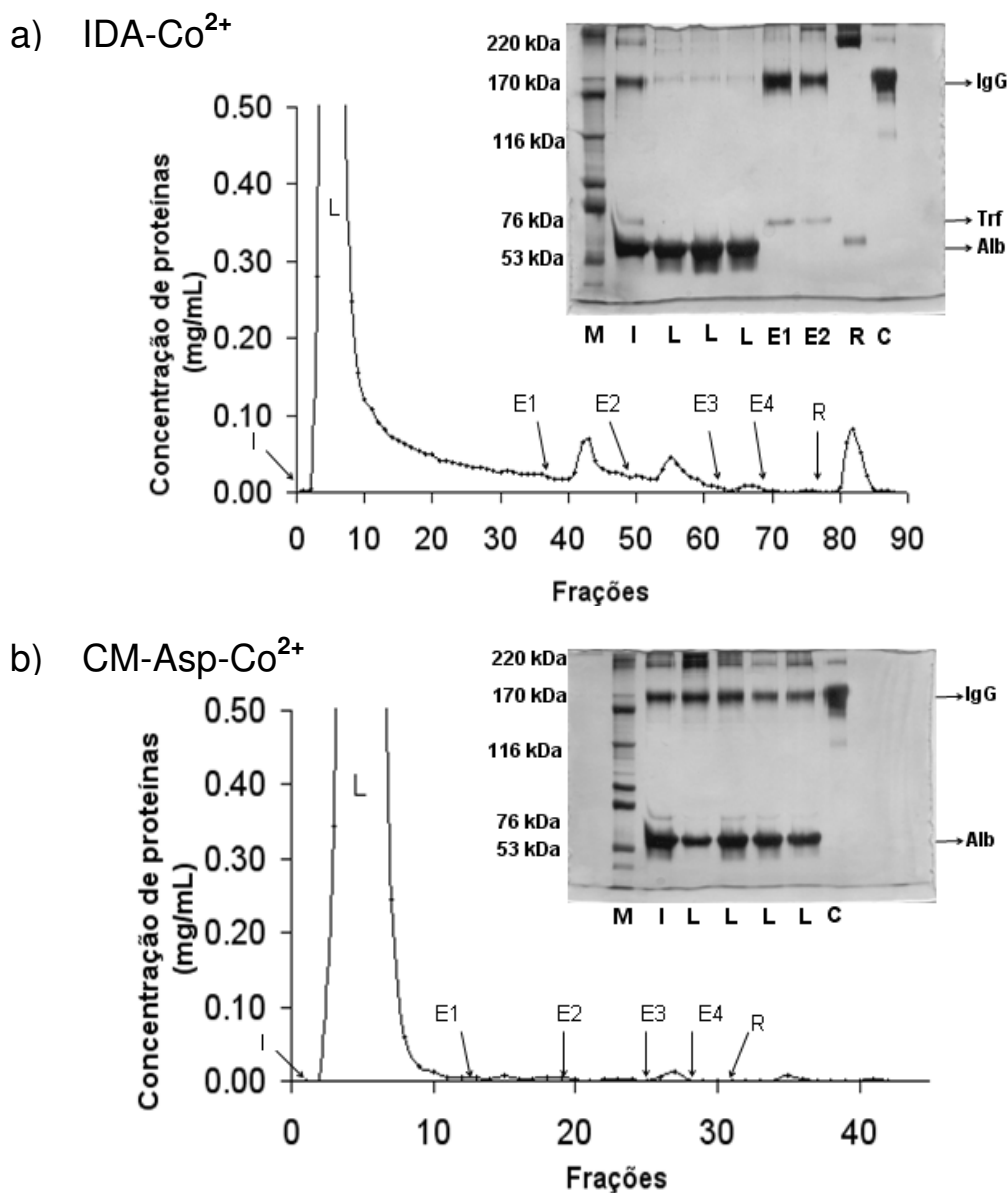 a) IDA-Co²⁺
220 kDa
170 kDa
116 kDa
76 kDa
53 kDa
IgG
Trf
Alb
M I L L L E1 E2 R C
Concentração de proteínas
(mg/mL)
0.50
0.40
0.30
0.20
0.10
0.00
L
I
E1
E2
E3
E4
R
0 10 20 30 40 50 60 70 80 90
Frações
b) CM-Asp-Co²⁺
220 kDa
170 kDa
116 kDa
76 kDa
53 kDa
IgG
Alb
M I L L L L C
Concentração de proteínas
(mg/mL)
0.50
0.40
0.30
0.20
0.10
0.00
L
I
E1
E2
E3
E4
R
0 10 20 30 40
Frações